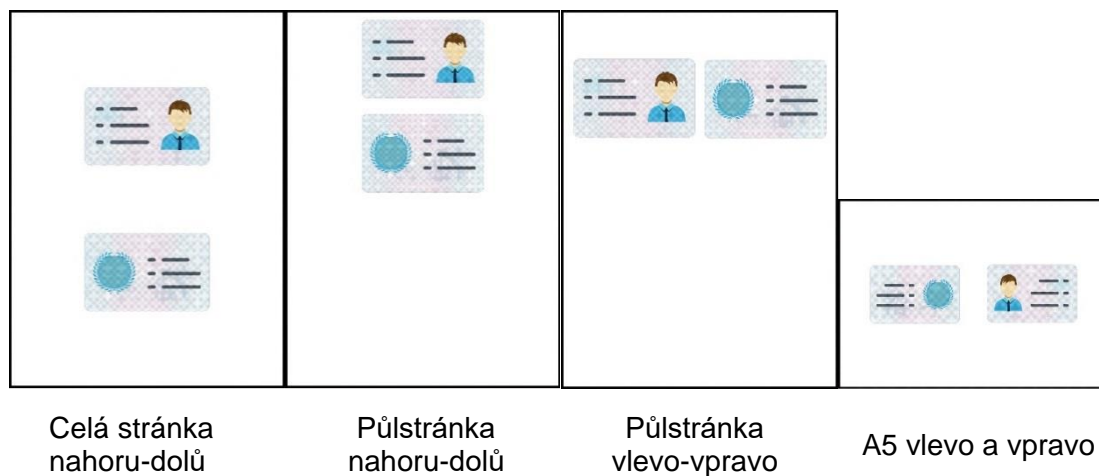 Celá stránka
nahoru-dolů
Půlstránka
nahoru-dolů
Půlstránka
vlevo-vpravo
A5 vlevo a vpravo